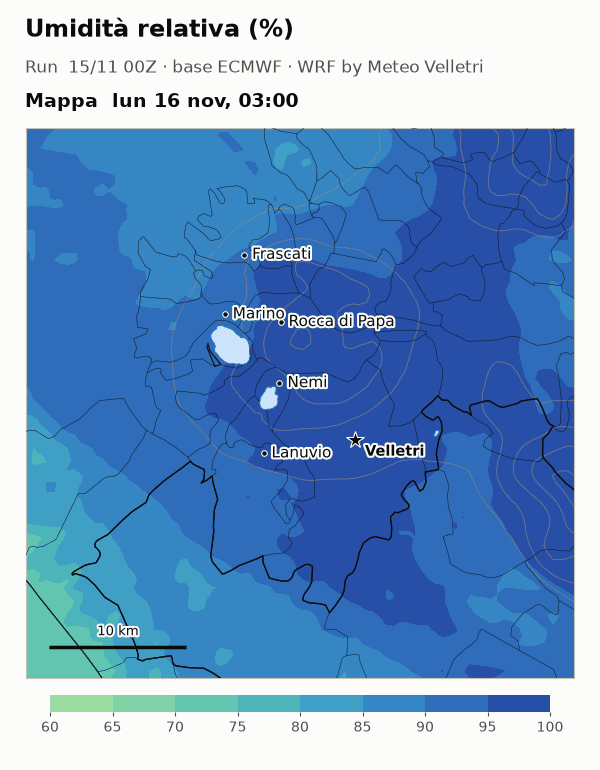 Umidità relativa (%)
Run  15/11 00Z · base ECMWF · WRF by Meteo Velletri
Mappa  lun 16 nov, 03:00
Frascati
Marino
Rocca di Papa
Nemi
Velletri
Lanuvio
10 km
60 65 70 75 80 85 90 95 100